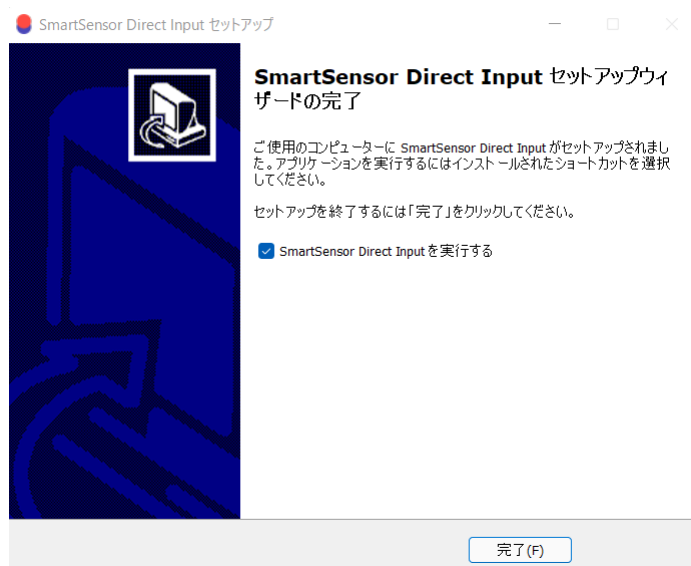 SmartSensor Direct Input セットアップ
SmartSensor Direct Input セットアップウィ
ザードの完了
ご使用のコンピューターに SmartSensor Direct Input がセットアップされまし
た。アプリケーションを実行するにはインストールされたショートカットを選択
してください。
セットアップを終了するには「完了」をクリックしてください。
SmartSensor Direct Input を実行する
完了(F)